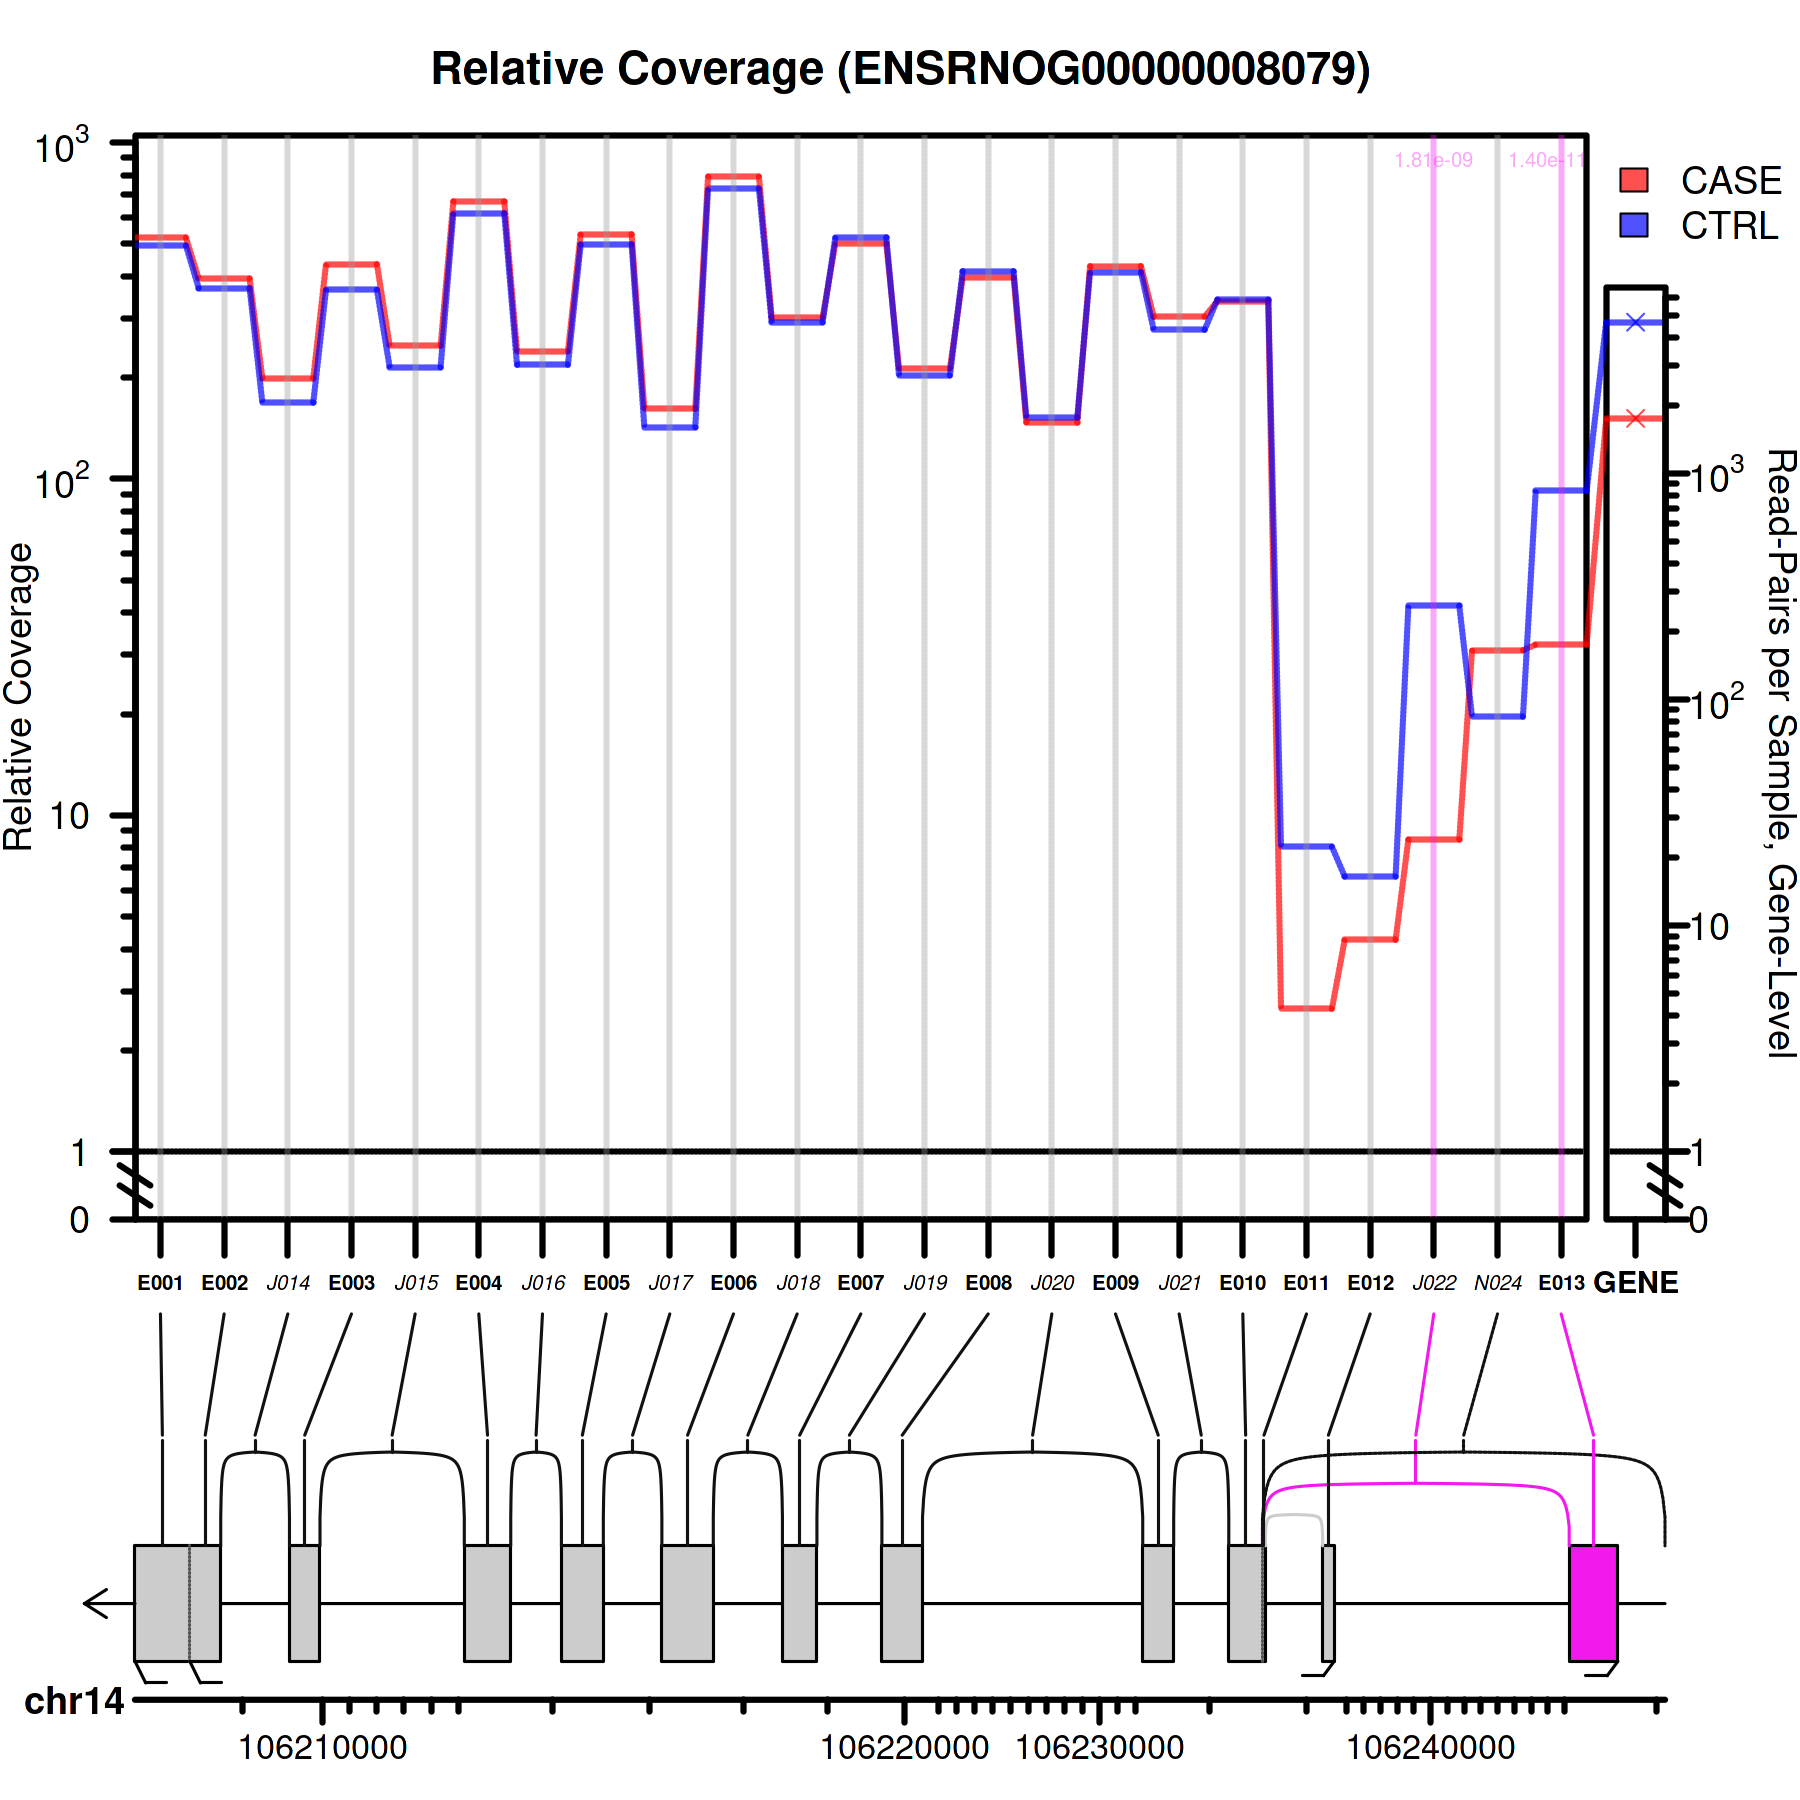 Relative Coverage (ENSRNOG00000008079)
10³
10²
10
1
0
Relative Coverage
1.81e-09 1.40e-11
CASE
CTRL
10³
10²
10
1
0
Read-Pairs per Sample, Gene-Level
E001 E002 J014 E003 J015 E004 J016 E005 J017 E006 J018 E007 J019 E008 J020 E009 J021 E010 E011 E012 J022 N024 E013 GENE
chr14
106210000 106220000 106230000 106240000